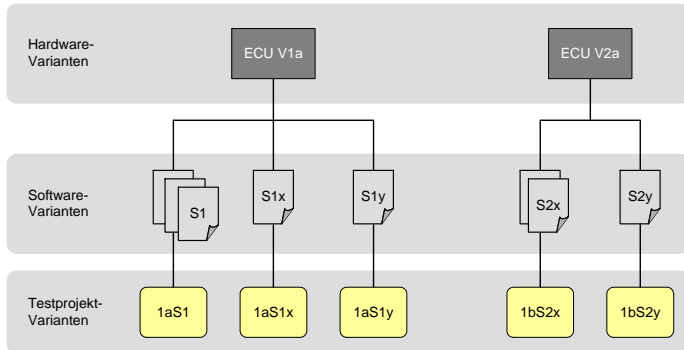 Hardware-
Varianten
ECU V1a
ECU V2a
Software-
Varianten
S1
S1x
S1y
S2x
S2y
Testprojekt-
Varianten
1aS1
1aS1x
1aS1y
1bS2x
1bS2y